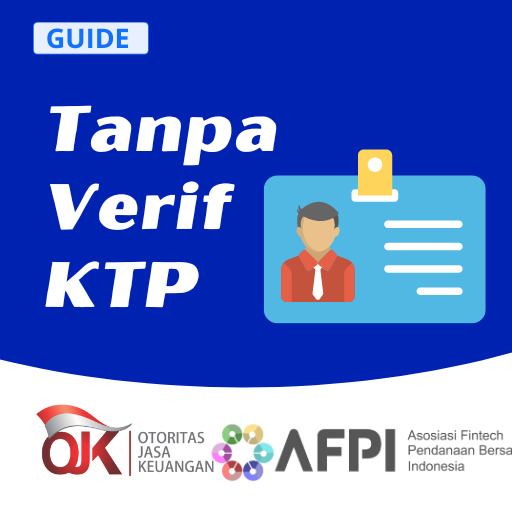 GUIDE
Tanpa
Verif
KTP
OJK
OTORITAS
JASA
KEUANGAN
AFPI
Asosiasi Fintech
Pendanaan Bersa
Indonesia